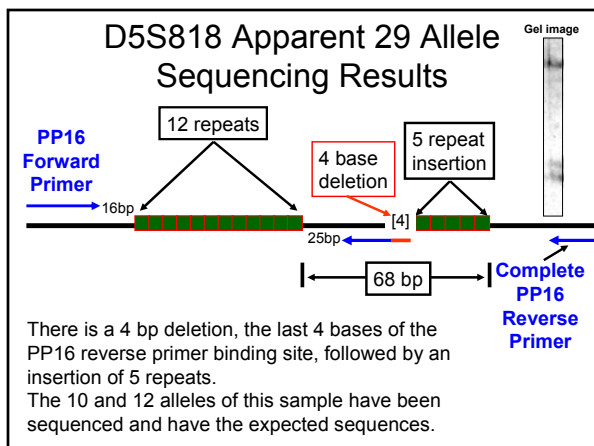 D5S818 Apparent 29 Allele
Sequencing Results
Gel image
12 repeats
5 repeat
insertion
4 base
deletion
PP16
Forward
Primer
16bp
[4]
25bp
68 bp
Complete
PP16
Reverse
Primer
There is a 4 bp deletion, the last 4 bases of the
PP16 reverse primer binding site, followed by an
insertion of 5 repeats.
The 10 and 12 alleles of this sample have been
sequenced and have the expected sequences.